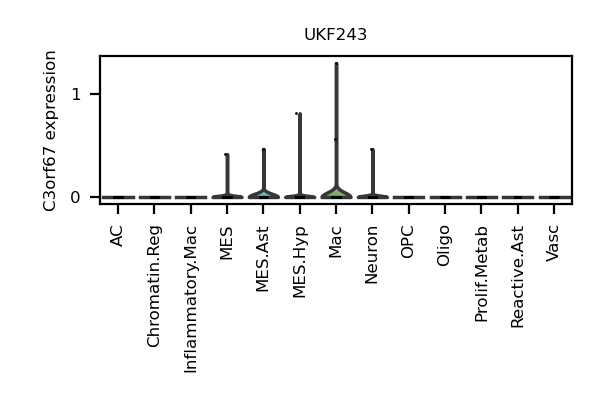 UKF243
C3orf67 expression
1
0
AC
Chromatin.Reg
Inflammatory.Mac
MES
MES.Ast
MES.Hyp
Mac
Neuron
OPC
Oligo
Prolif.Metab
Reactive.Ast
Vasc